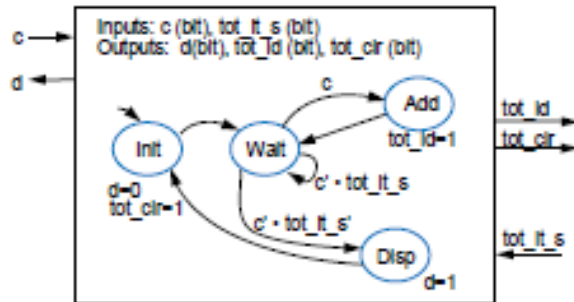 Inputs: c (bit), tot_lt_s (bit)
Outputs: d(bit), tot_ld (bit), tot_clr (bit)
c
d
c
Add
tot_ld
tot_ld=1
tot_clr
Init
Wait
c' • tot_lt_s
d=0
tot_clr=1
c' • tot_lt_s'
tot_lt_s
Disp
d=1